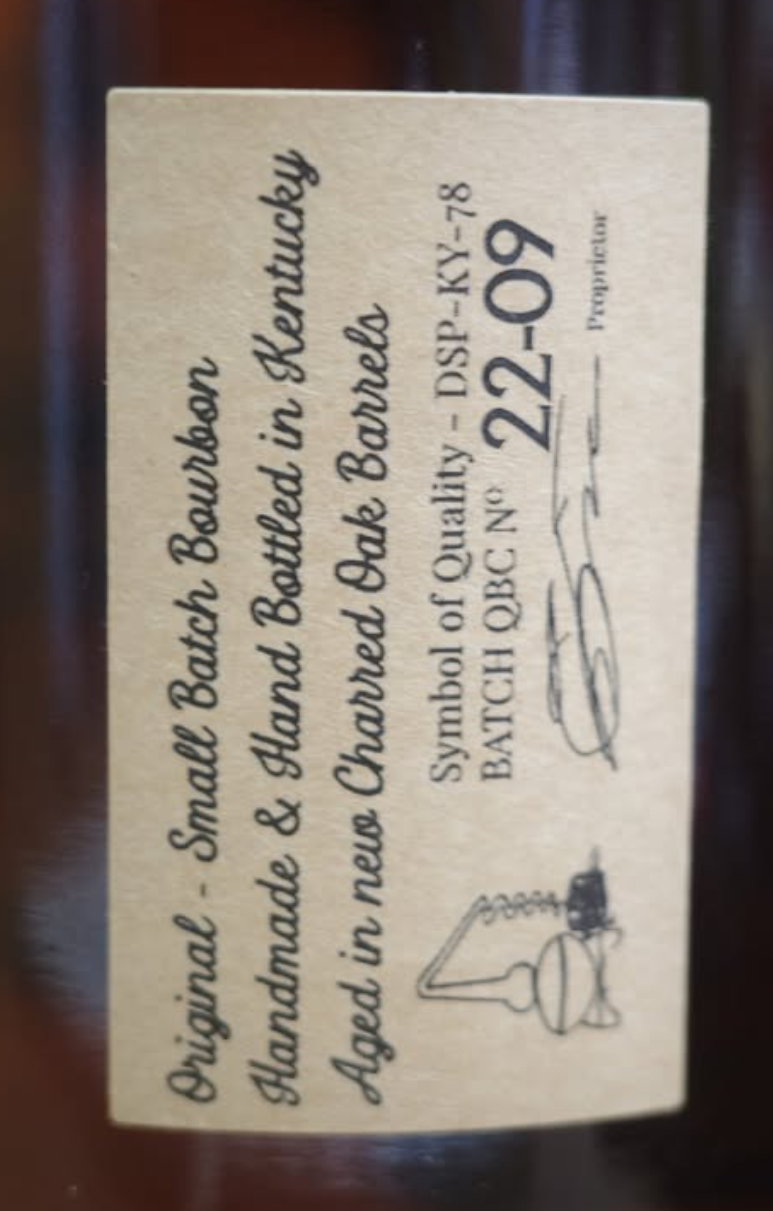 Original - Small Batch Bourbon
Handmade & Hand Bottled in Kentucky
Aged in new Charred Oak Barrels
Symbol of Quality - DSP-KY-78
BATCH QBC Nº 22-09
Proprietor